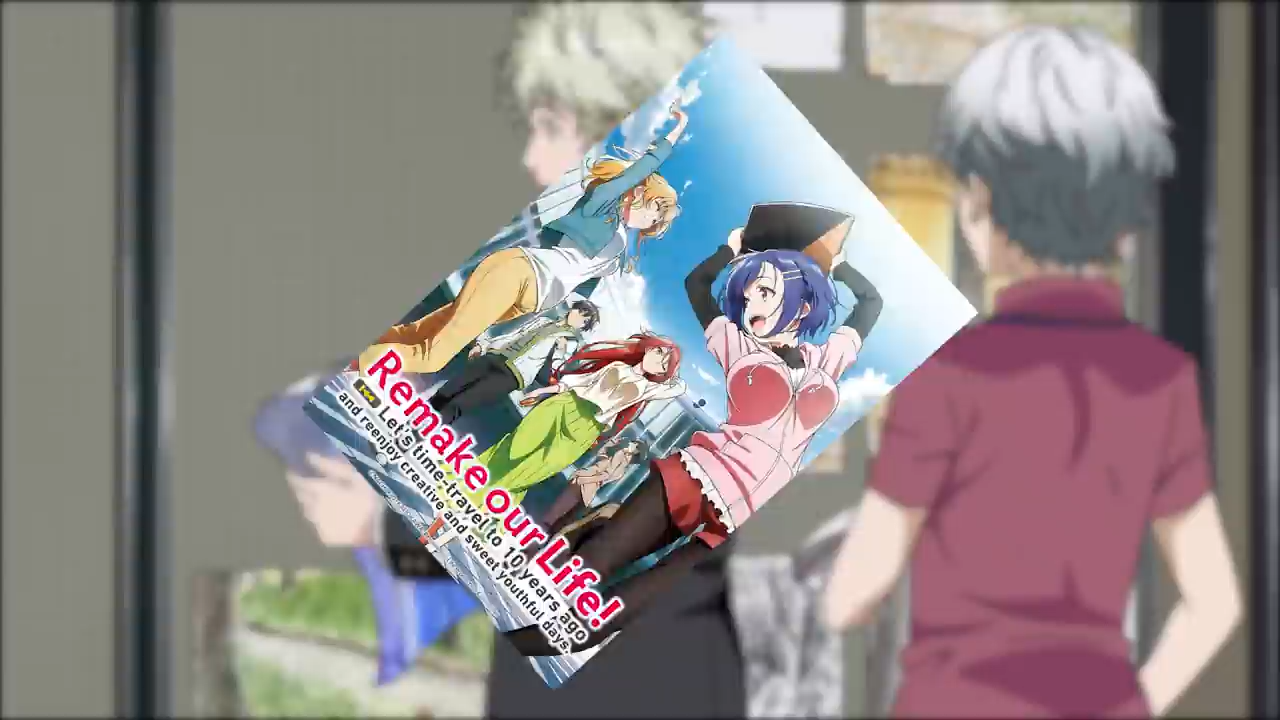 Remake our Life!
Let's time-travel to 10 years ago
and reenjoy creative and sweet youthful days.